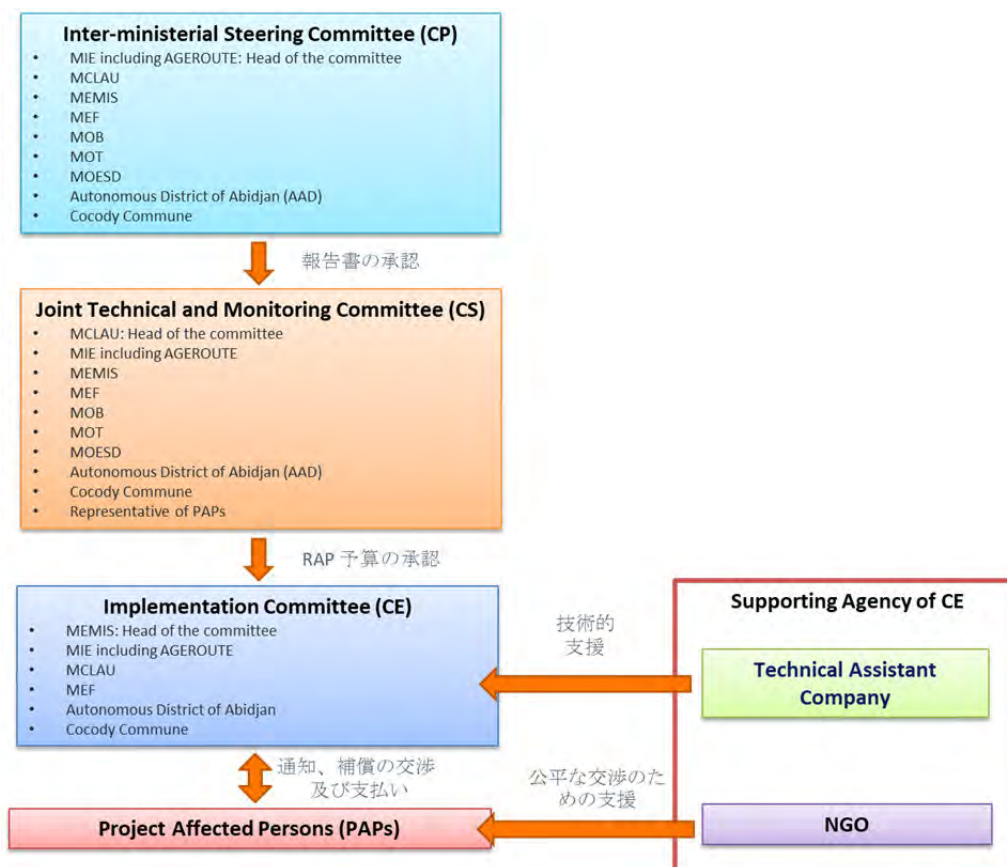 Inter-ministerial Steering Committee (CP)
• MIE including AGEROUTE: Head of the committee
• MCLAU
• MEMIS
• MEF
• MOB
• MOT
• MOESD
• Autonomous District of Abidjan (AAD)
• Cocody Commune
報告書の承認
Joint Technical and Monitoring Committee (CS)
• MCLAU: Head of the committee
• MIE including AGEROUTE
• MEMIS
• MEF
• MOB
• MOT
• MOESD
• Autonomous District of Abidjan (AAD)
• Cocody Commune
• Representative of PAPs
RAP 予算の承認
Implementation Committee (CE)
• MEMIS: Head of the committee
• MIE including AGEROUTE
• MCLAU
• MEF
• Autonomous District of Abidjan
• Cocody Commune
技術的
支援
Supporting Agency of CE
Technical Assistant
Company
通知、補償の交渉
及び支払い
公平な交渉のた
めの支援
Project Affected Persons (PAPs)
NGO